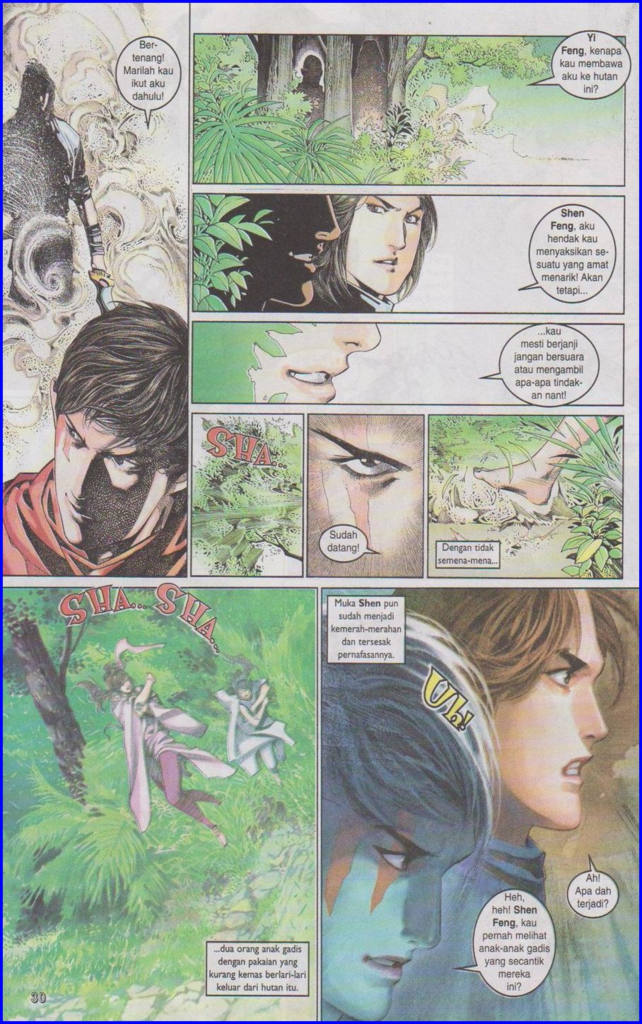 Ber-
tenang!
Marilah kau
ikut aku
dahulu!
Yi
Feng, kenapa
kau membawa
aku ke hutan
ini?
Shen
Feng, aku
hendak kau
menyaksikan se-
suatu yang amat
menarik! Akan
tetapi...
...kau
mesti berjanji
jangan bersuara
atau mengambil
apa-apa tindak-
an nant!
SHA..
Sudah
datang!
Dengan tidak
semena-mena...
SHA... SHA...
...dua orang anak gadis
dengan pakaian yang
kurang kemas berlari-lari
keluar dari hutan itu.
30
Muka Shen pun
sudah menjadi
kemerah-merahan
dan tersesak
pernafasannya.
Uh!
Ah!
Apa dah
terjadi?
Heh,
heh! Shen
Feng, kau
pernah melihat
anak-anak gadis
yang secantik
mereka
ini?